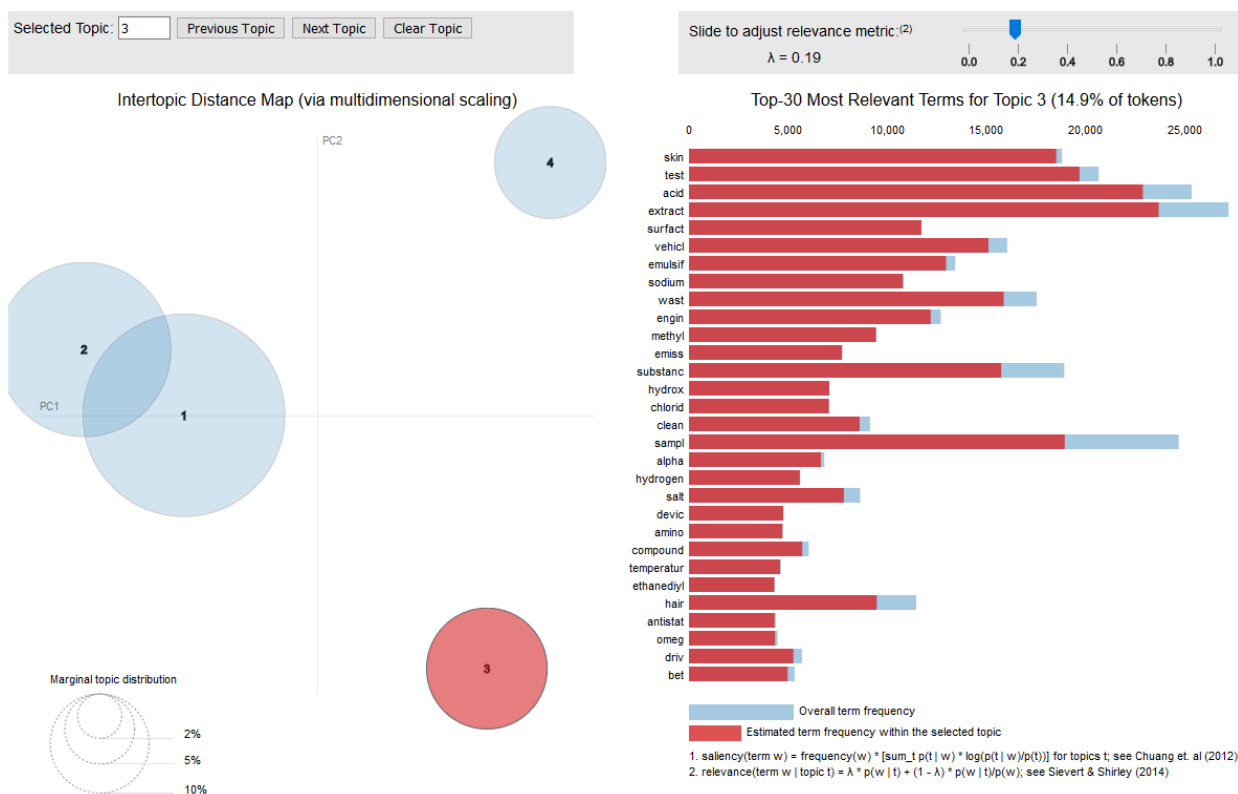 Selected Topic: 3 Previous Topic Next Topic Clear Topic
Slide to adjust relevance metric:(2)
λ = 0.19
0.0 0.2 0.4 0.6 0.8 1.0
Intertopic Distance Map (via multidimensional scaling)
PC2
PC1
4
2
1
3
Marginal topic distribution
2%
5%
10%
Top-30 Most Relevant Terms for Topic 3 (14.9% of tokens)
0 5,000 10,000 15,000 20,000 25,000
skin
test
acid
extract
surfact
vehicl
emulsif
sodium
wast
engin
methyl
emiss
substanc
hydrox
chlorid
clean
sampl
alpha
hydrogen
salt
devic
amino
compound
temperatur
ethanediyl
hair
antistat
omeg
driv
bet
Overall term frequency
Estimated term frequency within the selected topic
1. saliency(term w) = frequency(w) * [sum_t p(t | w) * log(p(t | w)/p(t))] for topics t; see Chuang et. al (2012)
2. relevance(term w | topic t) = λ * p(w | t) + (1 - λ) * p(w | t)/p(w); see Sievert & Shirley (2014)